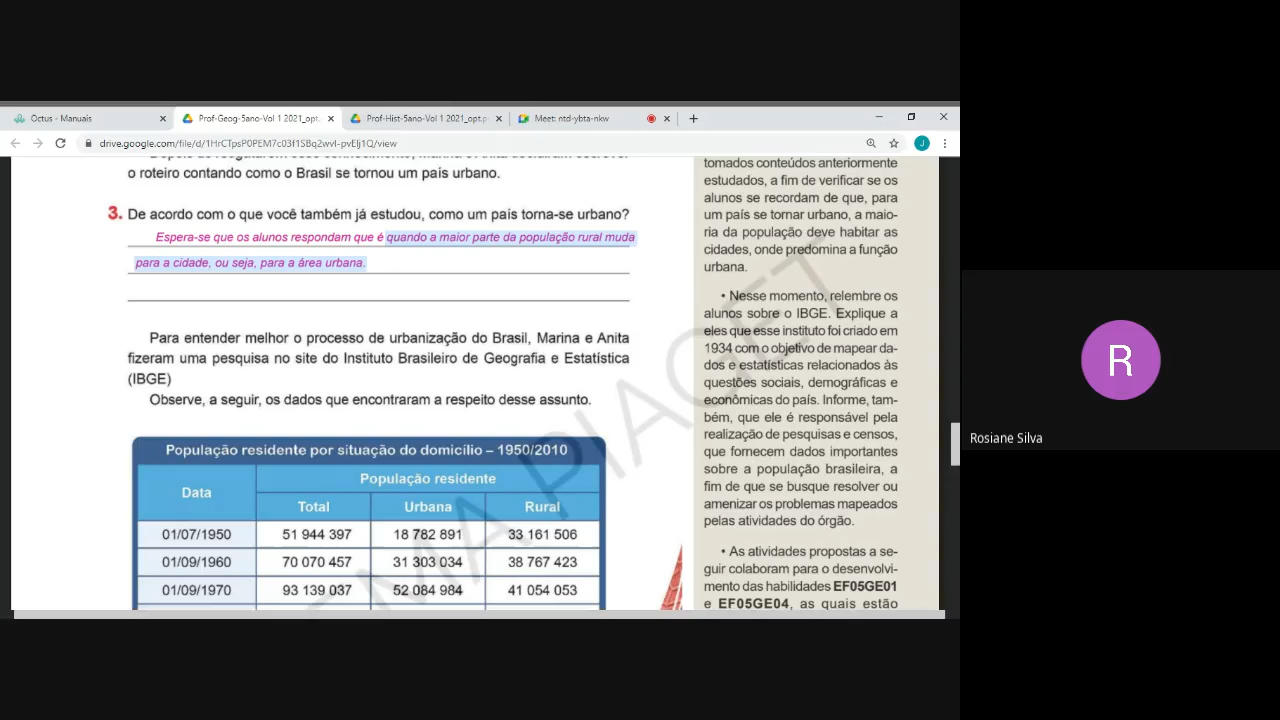 Octus - Manuais
Prof-Geog-5ano-Vol 1 2021_opt.
Prof-Hist-5ano-Vol 1 2021_opt.p
Meet: ntd-ybta-nkw
drive.google.com/file/d/1HrCTpsP0PEM7c03f1SBq2wvI-pvEIj1Q/view
J
o roteiro contando como o Brasil se tornou um país urbano.
3. De acordo com o que você também já estudou, como um país torna-se urbano?
Espera-se que os alunos respondam que é quando a maior parte da população rural muda
para a cidade, ou seja, para a área urbana.
Para entender melhor o processo de urbanização do Brasil, Marina e Anita
fizeram uma pesquisa no site do Instituto Brasileiro de Geografia e Estatística
(IBGE)
Observe, a seguir, os dados que encontraram a respeito desse assunto.
População residente por situação do domicílio – 1950/2010
Data
População residente
Total Urbana Rural
01/07/1950 51 944 397 18 782 891 33 161 506
01/09/1960 70 070 457 31 303 034 38 767 423
01/09/1970 93 139 037 52 084 984 41 054 053
tomados conteúdos anteriormente
estudados, a fim de verificar se os
alunos se recordam de que, para
um país se tornar urbano, a maio-
ria da população deve habitar as
cidades, onde predomina a função
urbana.
• Nesse momento, relembre os
alunos sobre o IBGE. Explique a
eles que esse instituto foi criado em
1934 com o objetivo de mapear da-
dos e estatísticas relacionados às
questões sociais, demográficas e
econômicas do país. Informe, tam-
bém, que ele é responsável pela
realização de pesquisas e censos,
que fornecem dados importantes
sobre a população brasileira, a
fim de que se busque resolver ou
amenizar os problemas mapeados
pelas atividades do órgão.
• As atividades propostas a se-
guir colaboram para o desenvolvi-
mento das habilidades EF05GE01
e EF05GE04, as quais estão
EMA PIAGET
R
Rosiane Silva